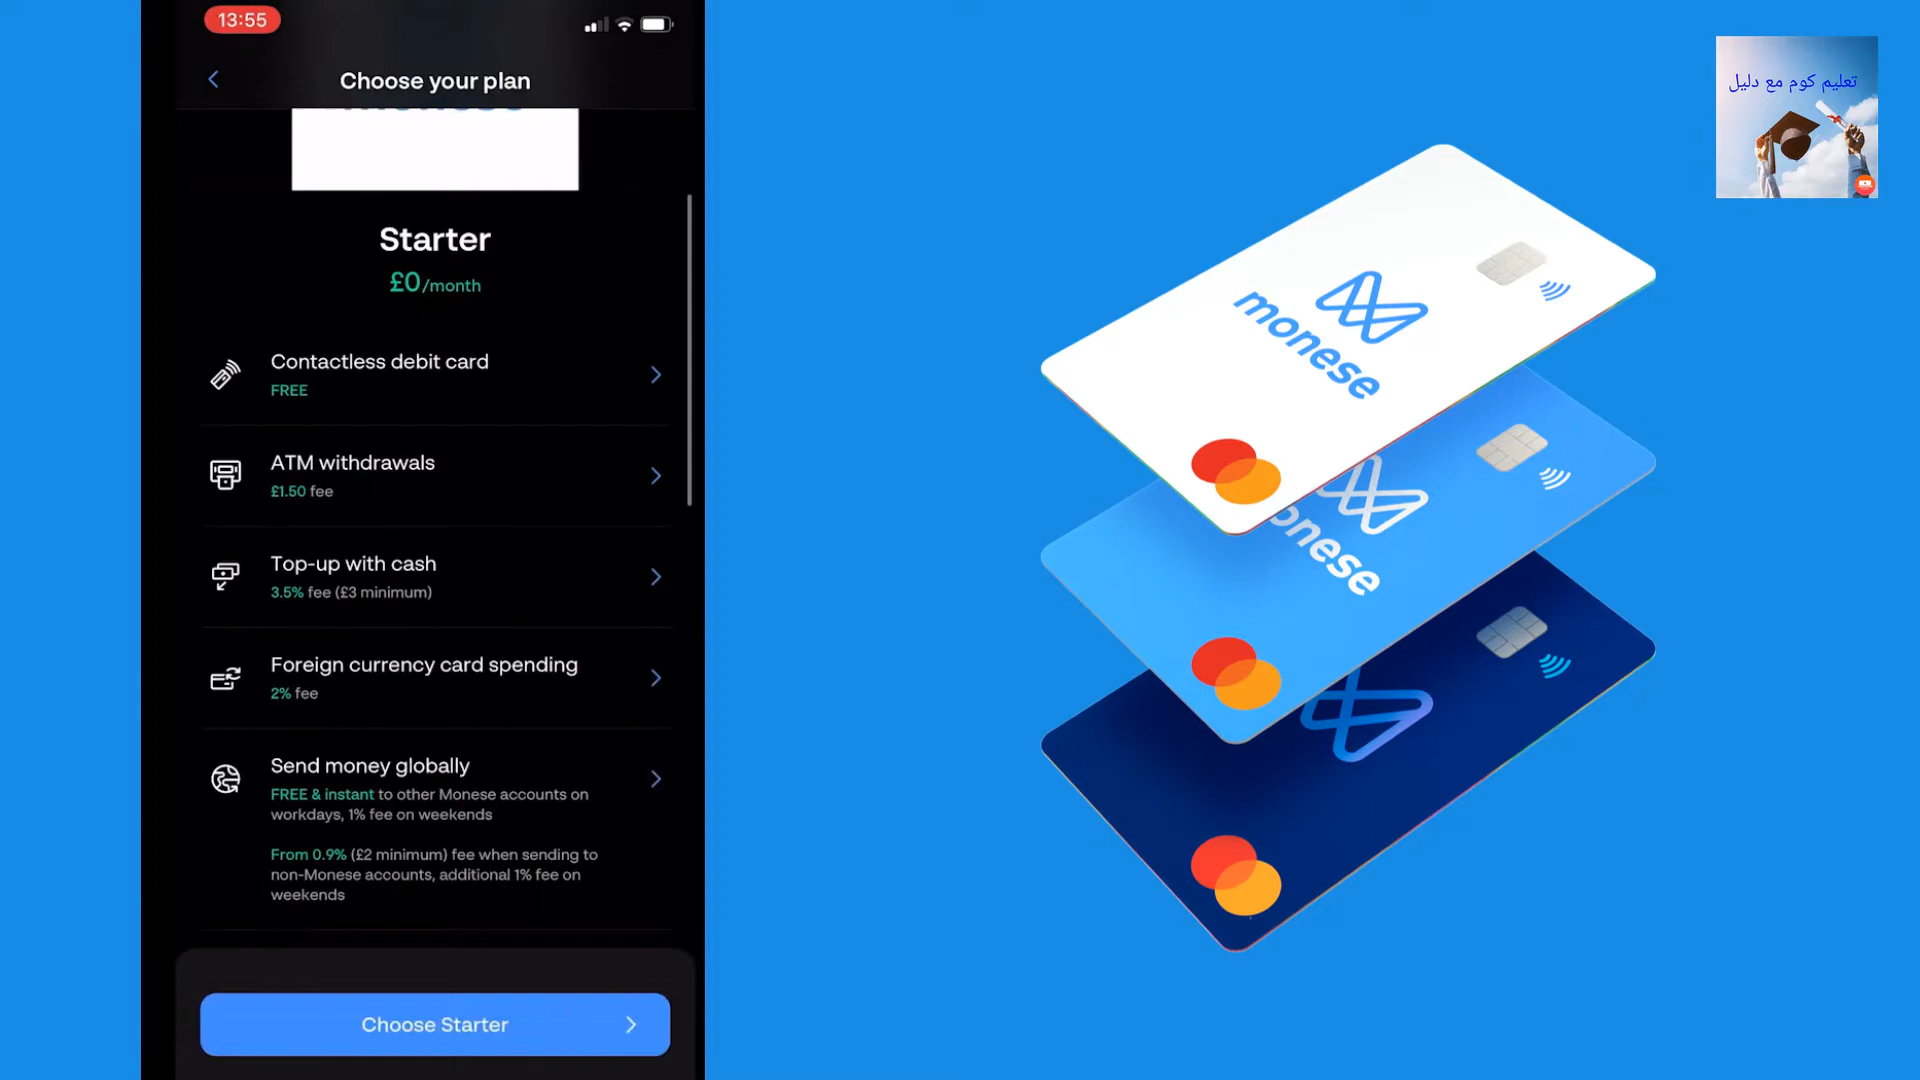 13:55
Choose your plan
Starter
£0/month
Contactless debit card
FREE
ATM withdrawals
£1.50 fee
Top-up with cash
3.5% fee (£3 minimum)
Foreign currency card spending
2% fee
Send money globally
FREE & instant to other Monese accounts on
workdays, 1% fee on weekends
From 0.9% (£2 minimum) fee when sending to
non-Monese accounts, additional 1% fee on
weekends
Choose Starter
monese
onese
تعليم كوم مع دليل